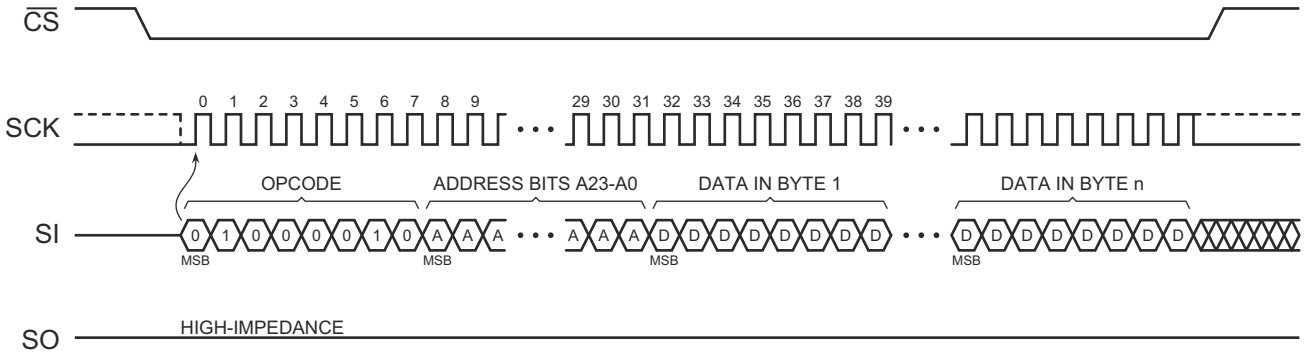 CS
0 1 2 3 4 5 6 7 8 9 29 30 31 32 33 34 35 36 37 38 39
SCK
OPCODE ADDRESS BITS A23-A0 DATA IN BYTE 1 DATA IN BYTE n
SI 0 1 0 0 0 0 1 0 A A A A A A D D D D D D D D D D D D D D D D
MSB MSB MSB MSB
HIGH-IMPEDANCE
SO